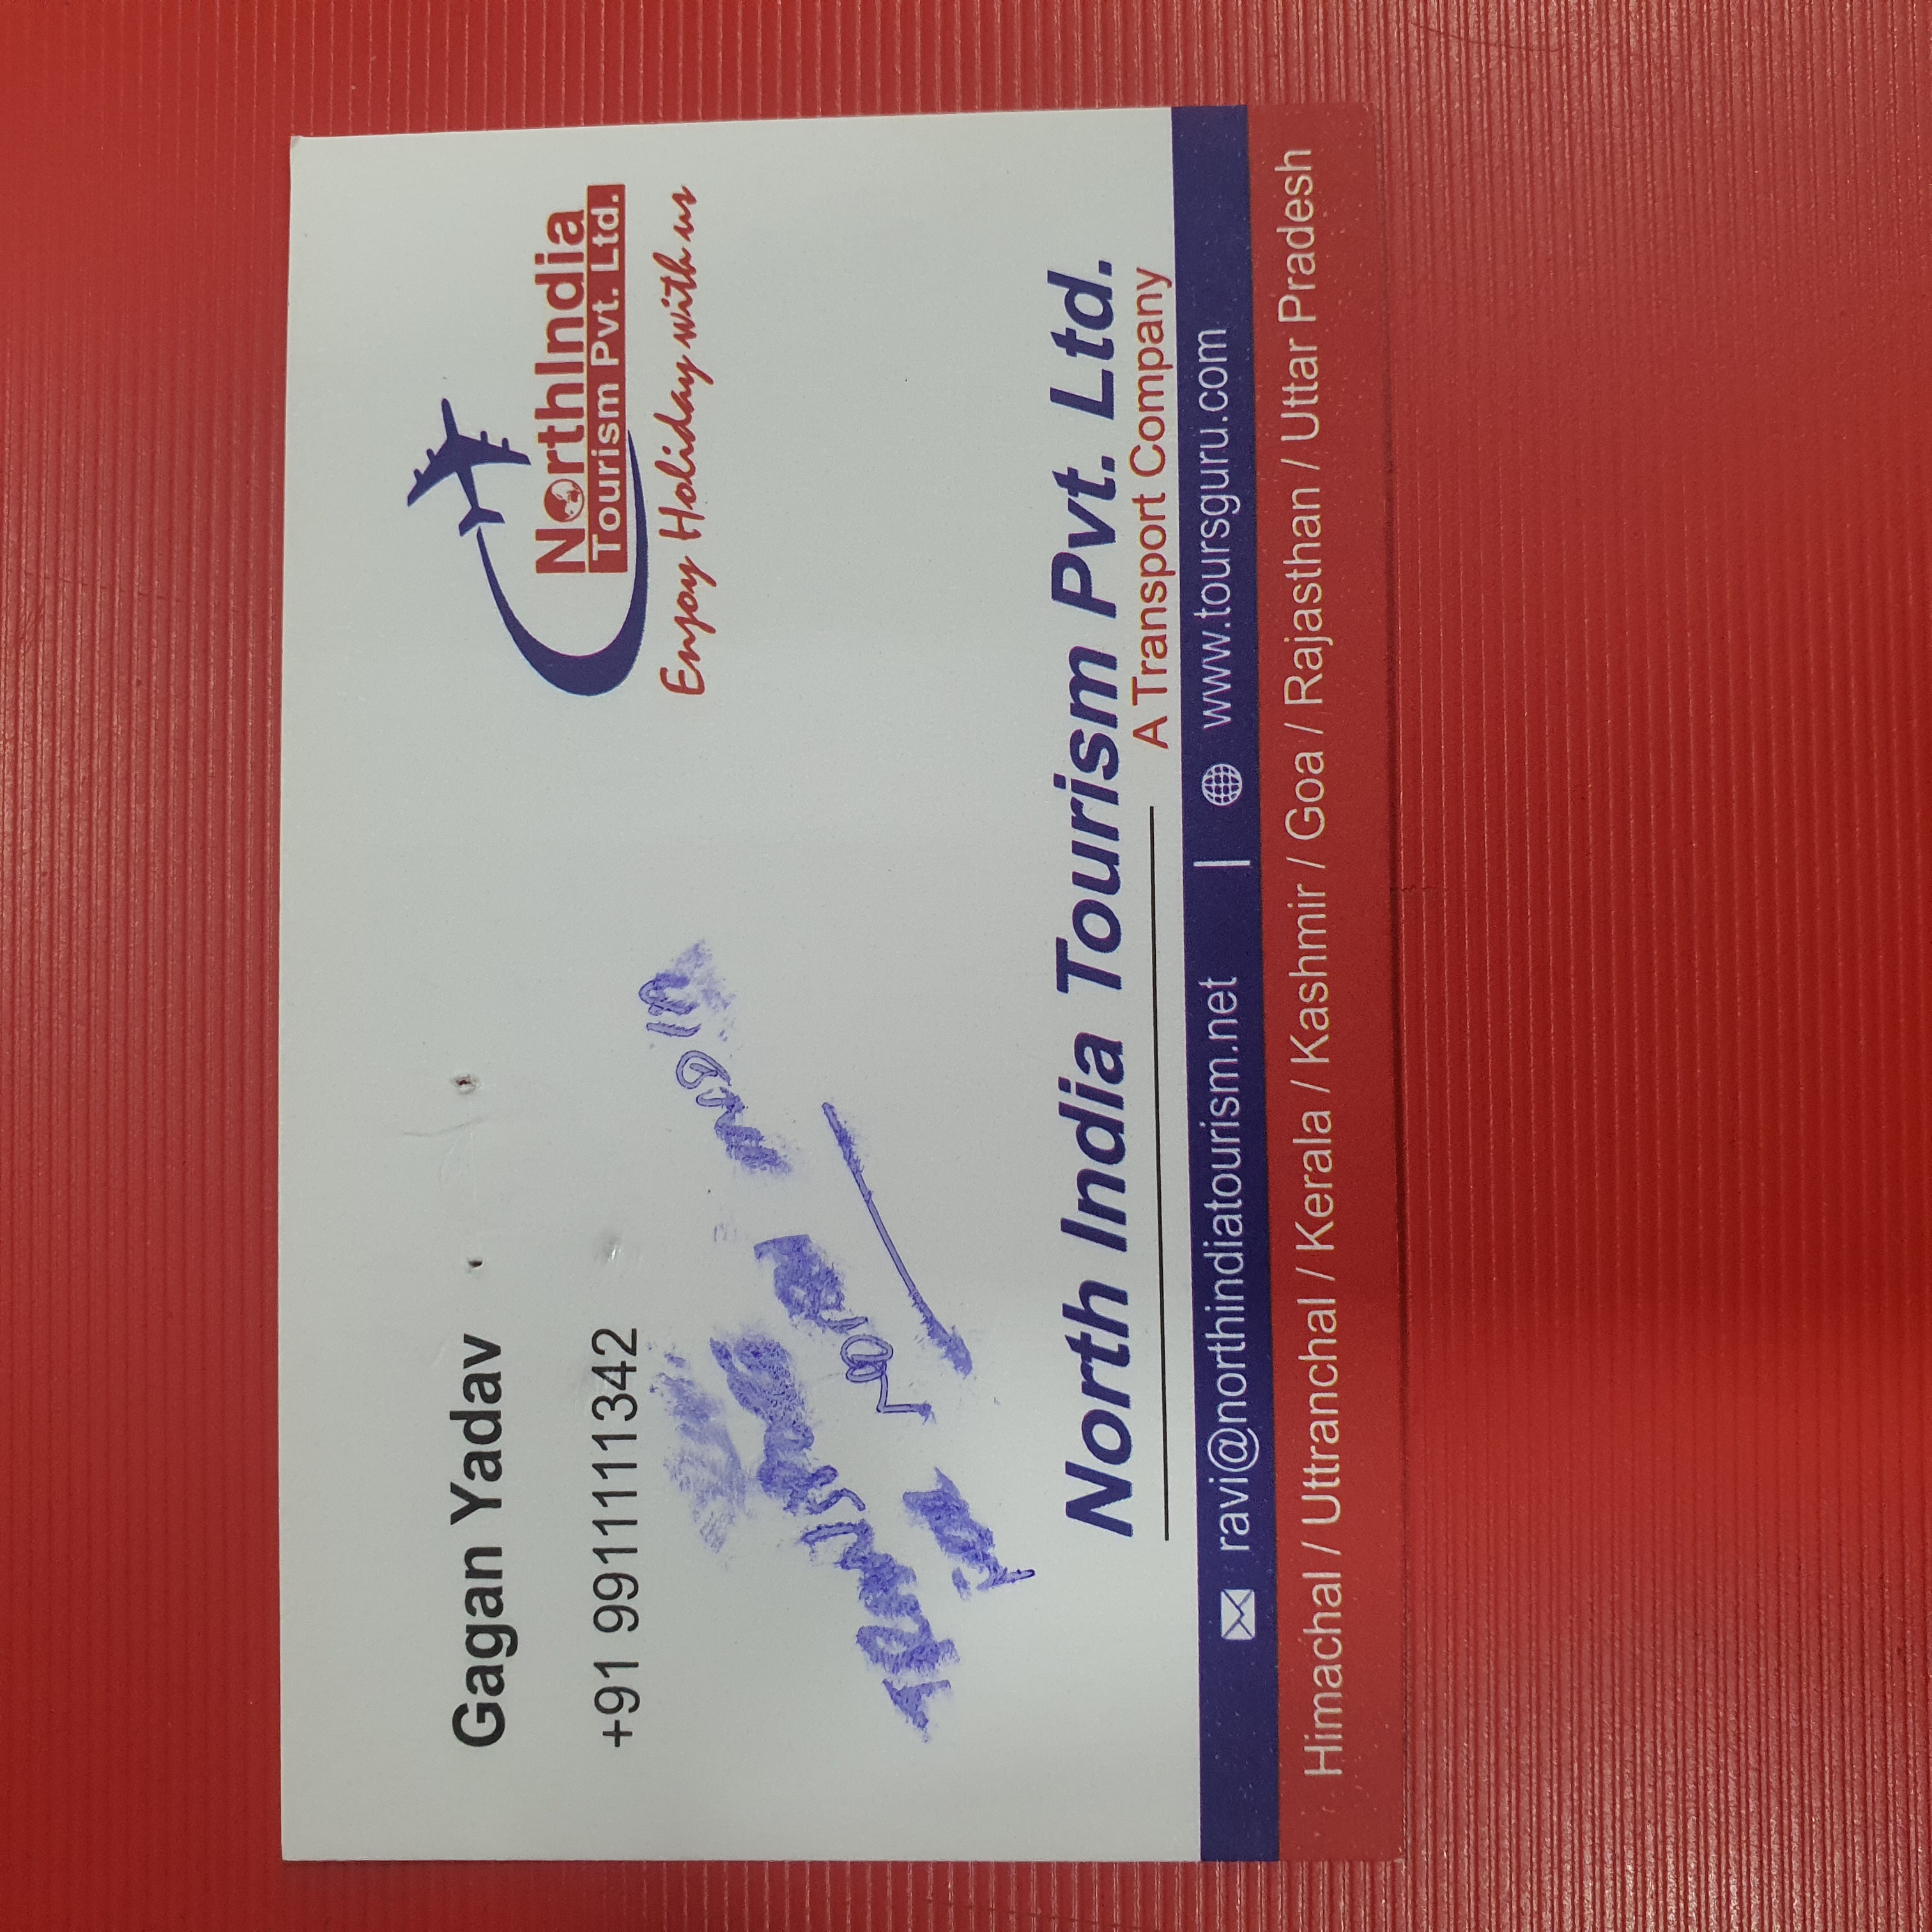 Gagan Yadav
+91 9911111342
NorthIndia
Tourism Pvt. Ltd.
Enjoy Holiday with us
North India Tourism Pvt. Ltd.
A Transport Company
ravi@northindiatourism.net | www.toursguru.com
Himachal / Uttranchal / Kerala / Kashmir / Goa / Rajasthan / Uttar Pradesh